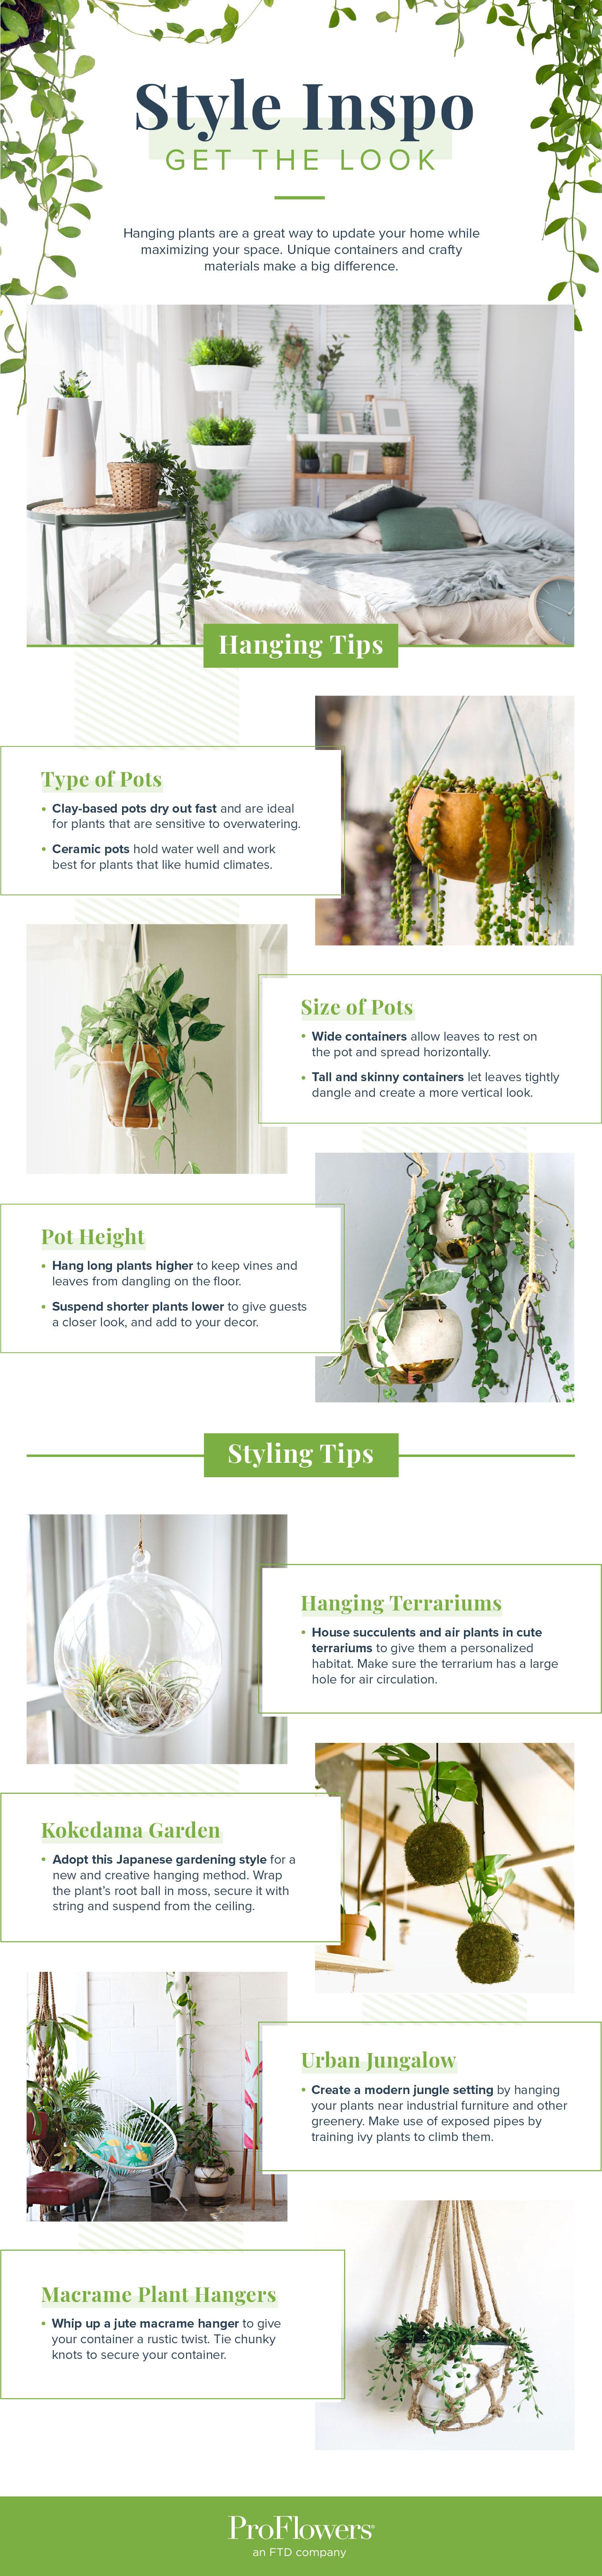 Style Inspo
GET THE LOOK
Hanging plants are a great way to update your home while
maximizing your space. Unique containers and crafty
materials make a big difference.
Hanging Tips
Type of Pots
• Clay-based pots dry out fast and are ideal
for plants that are sensitive to overwatering.
• Ceramic pots hold water well and work
best for plants that like humid climates.
Size of Pots
• Wide containers allow leaves to rest on
the pot and spread horizontally.
• Tall and skinny containers let leaves tightly
dangle and create a more vertical look.
Pot Height
• Hang long plants higher to keep vines and
leaves from dangling on the floor.
• Suspend shorter plants lower to give guests
a closer look, and add to your decor.
Styling Tips
Hanging Terrariums
• House succulents and air plants in cute
terrariums to give them a personalized
habitat. Make sure the terrarium has a large
hole for air circulation.
Kokedama Garden
• Adopt this Japanese gardening style for a
new and creative hanging method. Wrap
the plant's root ball in moss, secure it with
string and suspend from the ceiling.
Urban Jungalow
• Create a modern jungle setting by hanging
your plants near industrial furniture and other
greenery. Make use of exposed pipes by
training ivy plants to climb them.
Macrame Plant Hangers
• Whip up a jute macrame hanger to give
your container a rustic twist. Tie chunky
knots to secure your container.
ProFlowers®
an FTD company